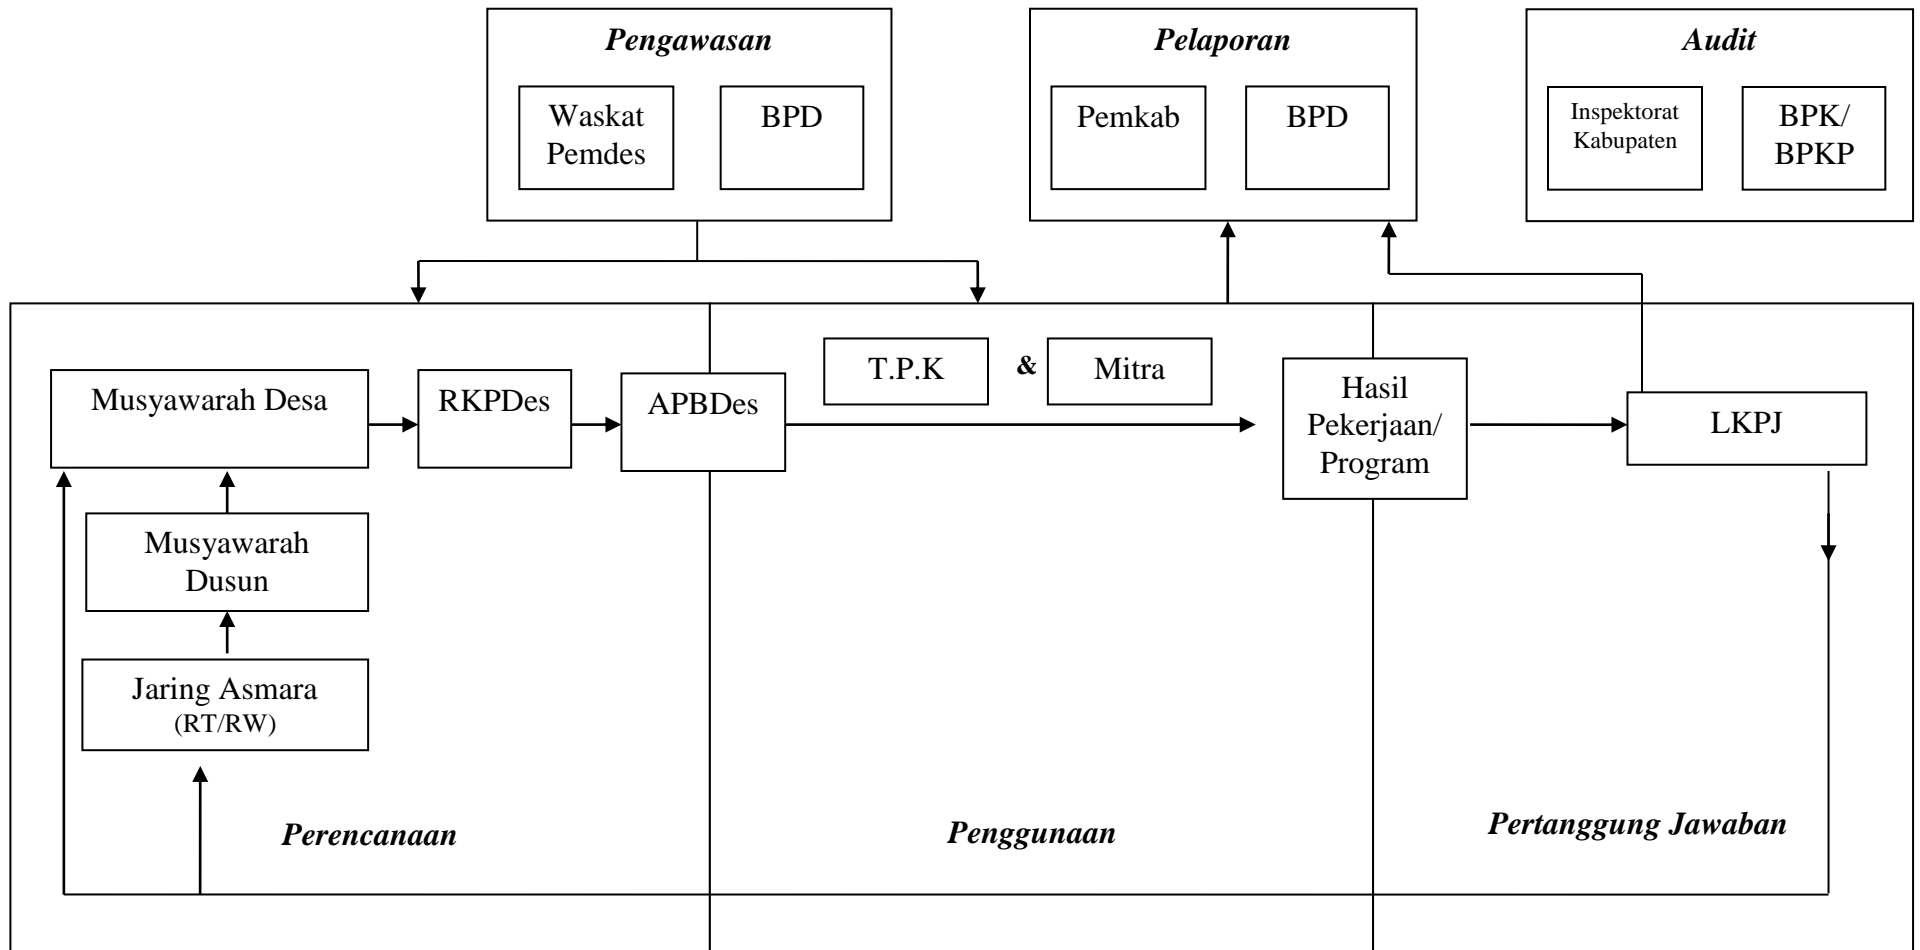 Pengawasan
Waskat
Pemdes
BPD
Pelaporan
Pemkab
BPD
Audit
Inspektorat
Kabupaten
BPK/
BPKP
Musyawarah Desa
RKPDes
APBDes
T.P.K
&
Mitra
Hasil
Pekerjaan/
Program
LKPJ
Musyawarah
Dusun
Jaring Asmara
(RT/RW)
Perencanaan
Penggunaan
Pertanggung Jawaban